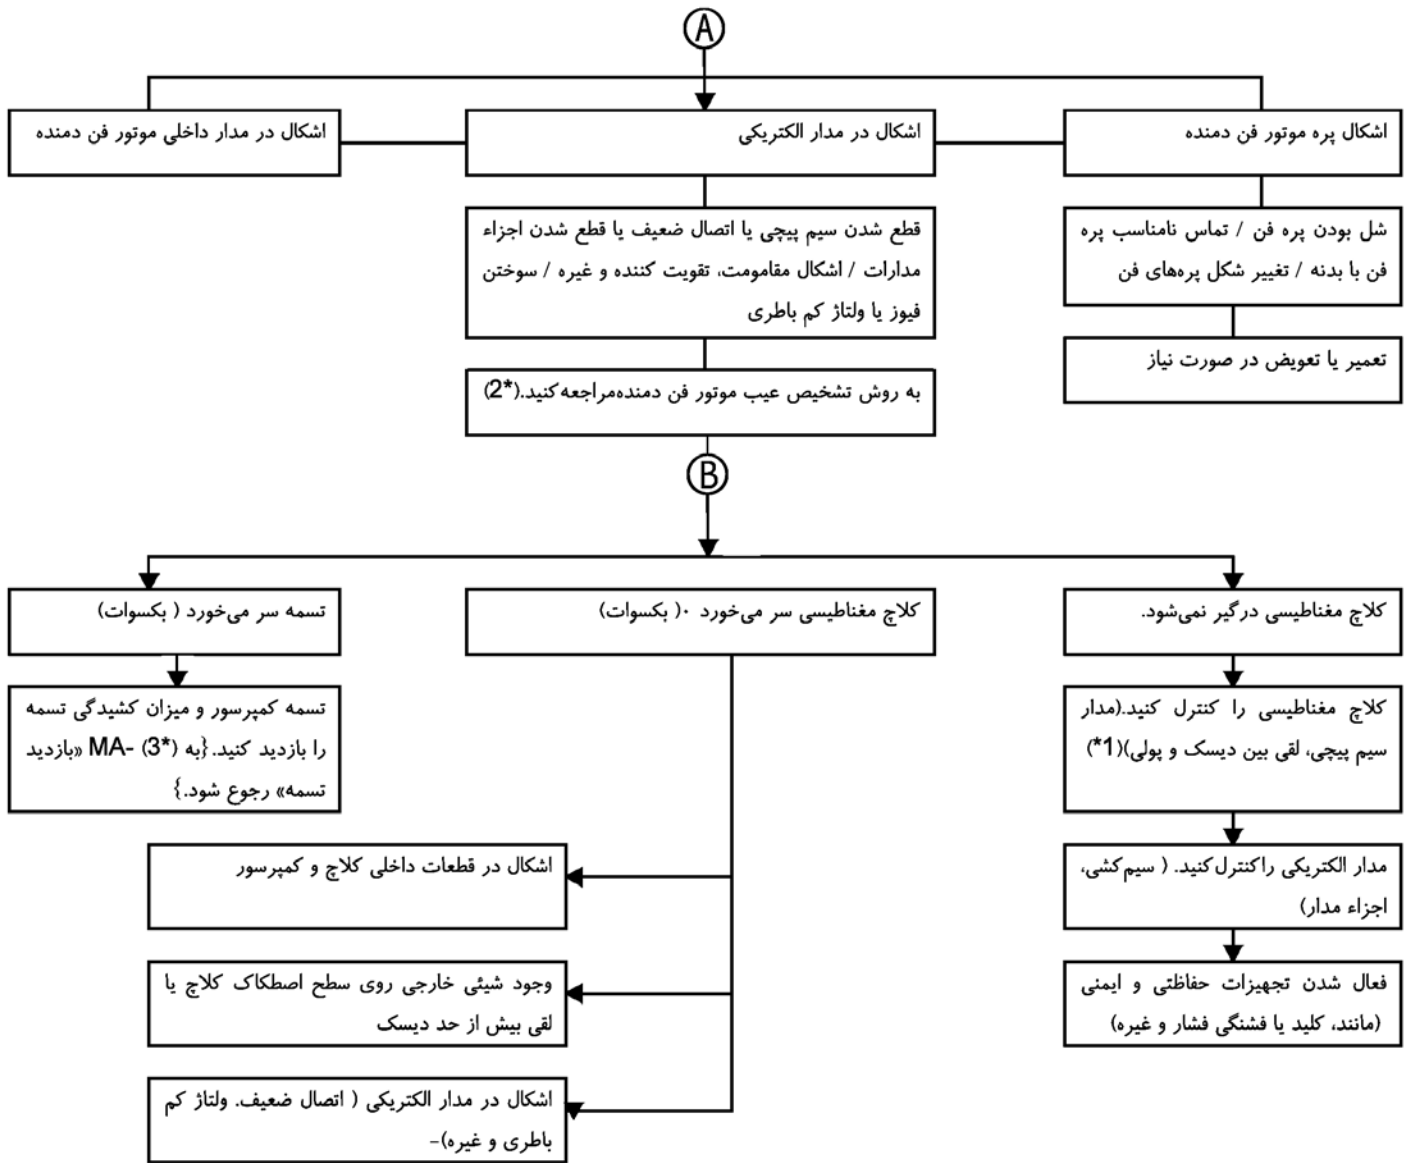 A
اشکال پره موتور فن دمنده
اشکال در مدار الکتریکی
اشکال در مدار داخلی موتور فن دمنده
شل بودن پره فن / تماس نامناسب پره
فن با بدنه / تغییر شکل پره‌های فن
قطع شدن سیم پیچی یا اتصال ضعیف یا قطع شدن اجزاء
مدارات / اشکال مقامومت، تقویت کننده و غیره / سوختن
فیوز یا ولتاژ کم باطری
تعمیر یا تعویض در صورت نیاز
به روش تشخیص عیب موتور فن دمنده‌مراجعه‌کنید.(2*)
B
کلاچ مغناطیسی درگیر نمی‌شود.
کلاچ مغناطیسی سر می‌خورد ۰( بکسوات)
تسمه سر می‌خورد ( بکسوات)
کلاچ مغناطیسی را کنترل کنید.(مدار
سیم پیچی، لقی بین دیسک و پولی)(1*)
تسمه کمپرسور و میزان کشیدگی تسمه
را بازدید کنید.{به (3*) -MA «بازدید
تسمه» رجوع شود.}
مدار الکتریکی راکنترل‌کنید. ( سیم‌کشی،
اجزاء مدار)
اشکال در قطعات داخلی کلاچ و کمپرسور
فعال شدن تجهیزات حفاظتی و ایمنی
(مانند، کلید یا فشنگی فشار و غیره)
وجود شیئی خارجی روی سطح اصطکاک کلاچ یا
لقی بیش از حد دیسک
اشکال در مدار الکتریکی ( اتصال ضعیف. ولتاژ کم
باطری و غیره)-